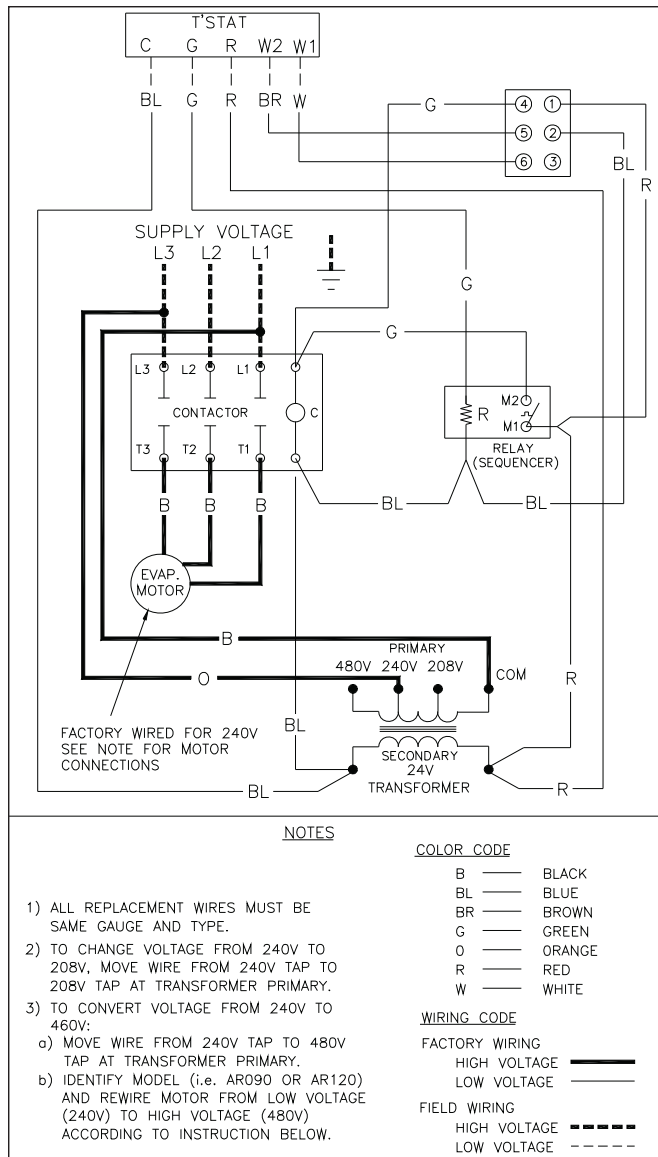 T'STAT
C G R W2 W1
BL G R BR W
G
4 1
5 2
6 3
BL
R
SUPPLY VOLTAGE
L3 L2 L1
G
G
L3 L2 L1
CONTACTOR
C
T3 T2 T1
R
M2
M1
RELAY
(SEQUENCER)
BL
BL
B B B
EVAP.
MOTOR
B
O
PRIMARY
480V 240V 208V
COM
R
BL
FACTORY WIRED FOR 240V
SEE NOTE FOR MOTOR
CONNECTIONS
SECONDARY
24V
TRANSFORMER
BL
R
NOTES
1) ALL REPLACEMENT WIRES MUST BE
SAME GAUGE AND TYPE.
2) TO CHANGE VOLTAGE FROM 240V TO
208V, MOVE WIRE FROM 240V TAP TO
208V TAP AT TRANSFORMER PRIMARY.
3) TO CONVERT VOLTAGE FROM 240V TO
460V:
a) MOVE WIRE FROM 240V TAP TO 480V
TAP AT TRANSFORMER PRIMARY.
b) IDENTIFY MODEL (i.e. AR090 OR AR120)
AND REWIRE MOTOR FROM LOW VOLTAGE
(240V) TO HIGH VOLTAGE (480V)
ACCORDING TO INSTRUCTION BELOW.
COLOR CODE
B BLACK
BL BLUE
BR BROWN
G GREEN
O ORANGE
R RED
W WHITE
WIRING CODE
FACTORY WIRING
HIGH VOLTAGE
LOW VOLTAGE
FIELD WIRING
HIGH VOLTAGE
LOW VOLTAGE